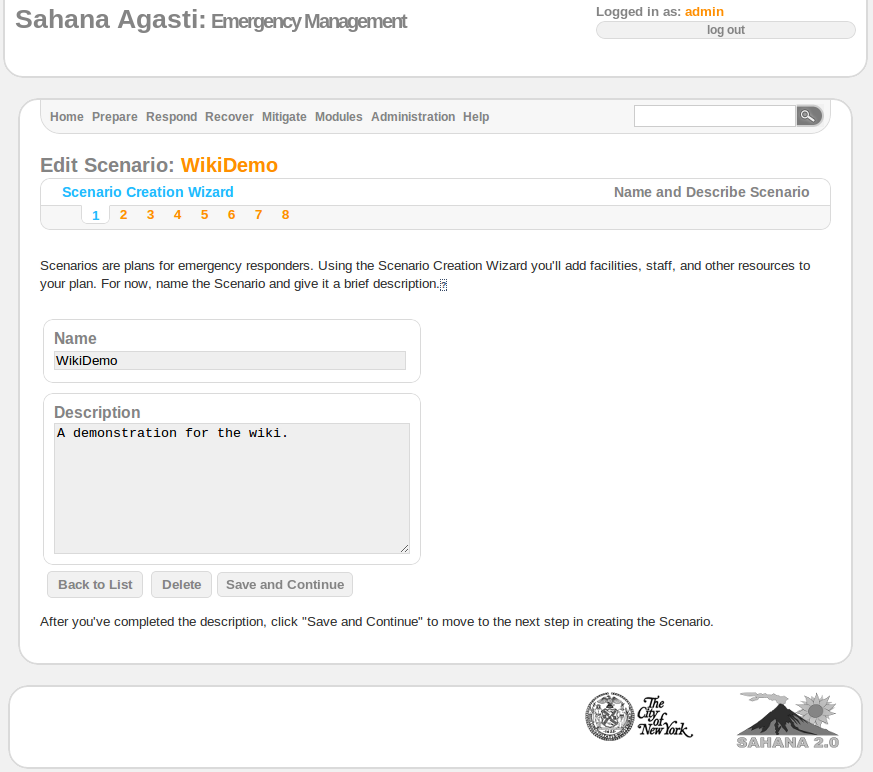 Sahana Agasti: Emergency Management
Logged in as: admin
log out
Home Prepare Respond Recover Mitigate Modules Administration Help
Edit Scenario: WikiDemo
Scenario Creation Wizard
Name and Describe Scenario
1 2 3 4 5 6 7 8
Scenarios are plans for emergency responders. Using the Scenario Creation Wizard you'll add facilities, staff, and other resources to
your plan. For now, name the Scenario and give it a brief description.?
Name
WikiDemo
Description
A demonstration for the wiki.
Back to List Delete Save and Continue
After you've completed the description, click "Save and Continue" to move to the next step in creating the Scenario.
The
City
of
New York
SAHANA 2.0